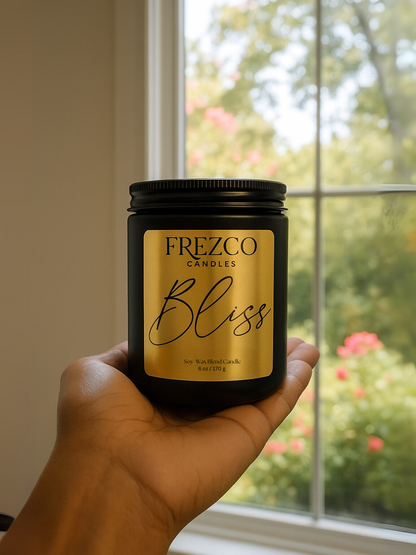 FREZCO
CANDLES
Bliss
Soy-Wax Blend Candle
6 oz / 170 g